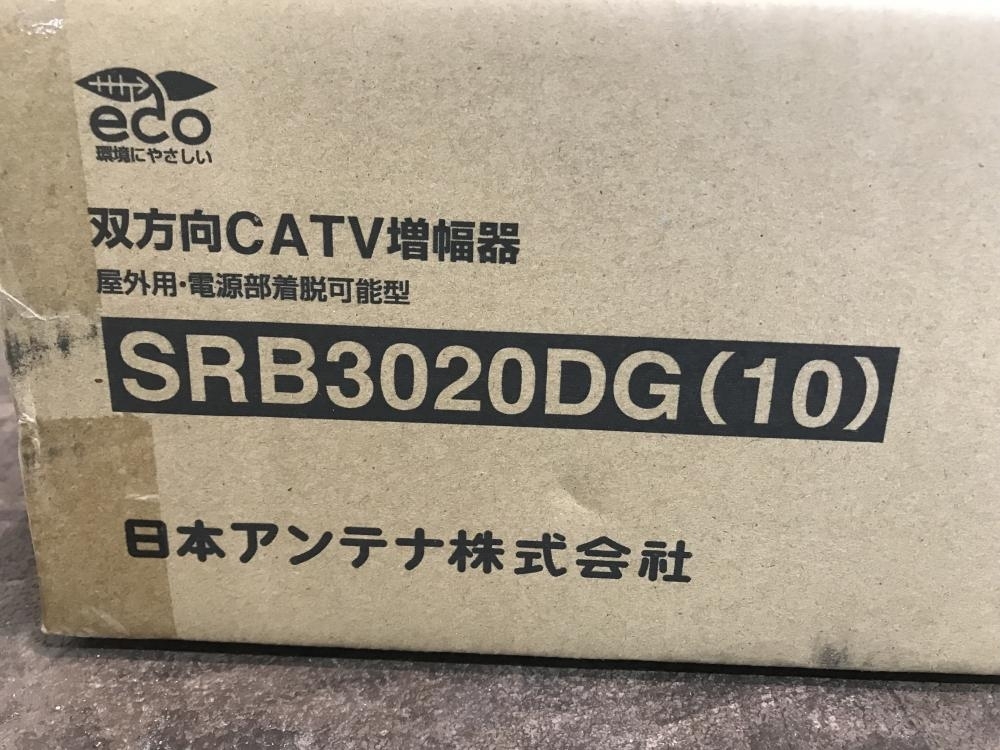 eco
環境にやさしい
双方向CATV増幅器
屋外用・電源部着脱可能型
SRB3020DG(10)
日本アンテナ株式会社